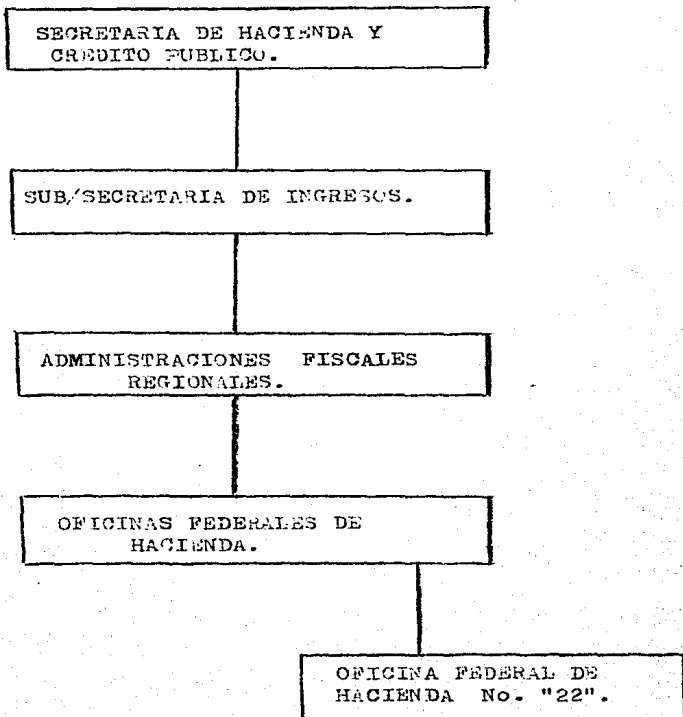 SECRETARIA DE HACIENDA Y
CREDITO PUBLICO.
SUB/SECRETARIA DE INGRESOS.
ADMINISTRACIONES FISCALES
REGIONALES.
OFICINAS FEDERALES DE
HACIENDA.
OFICINA FEDERAL DE
HACIENDA No. "22".